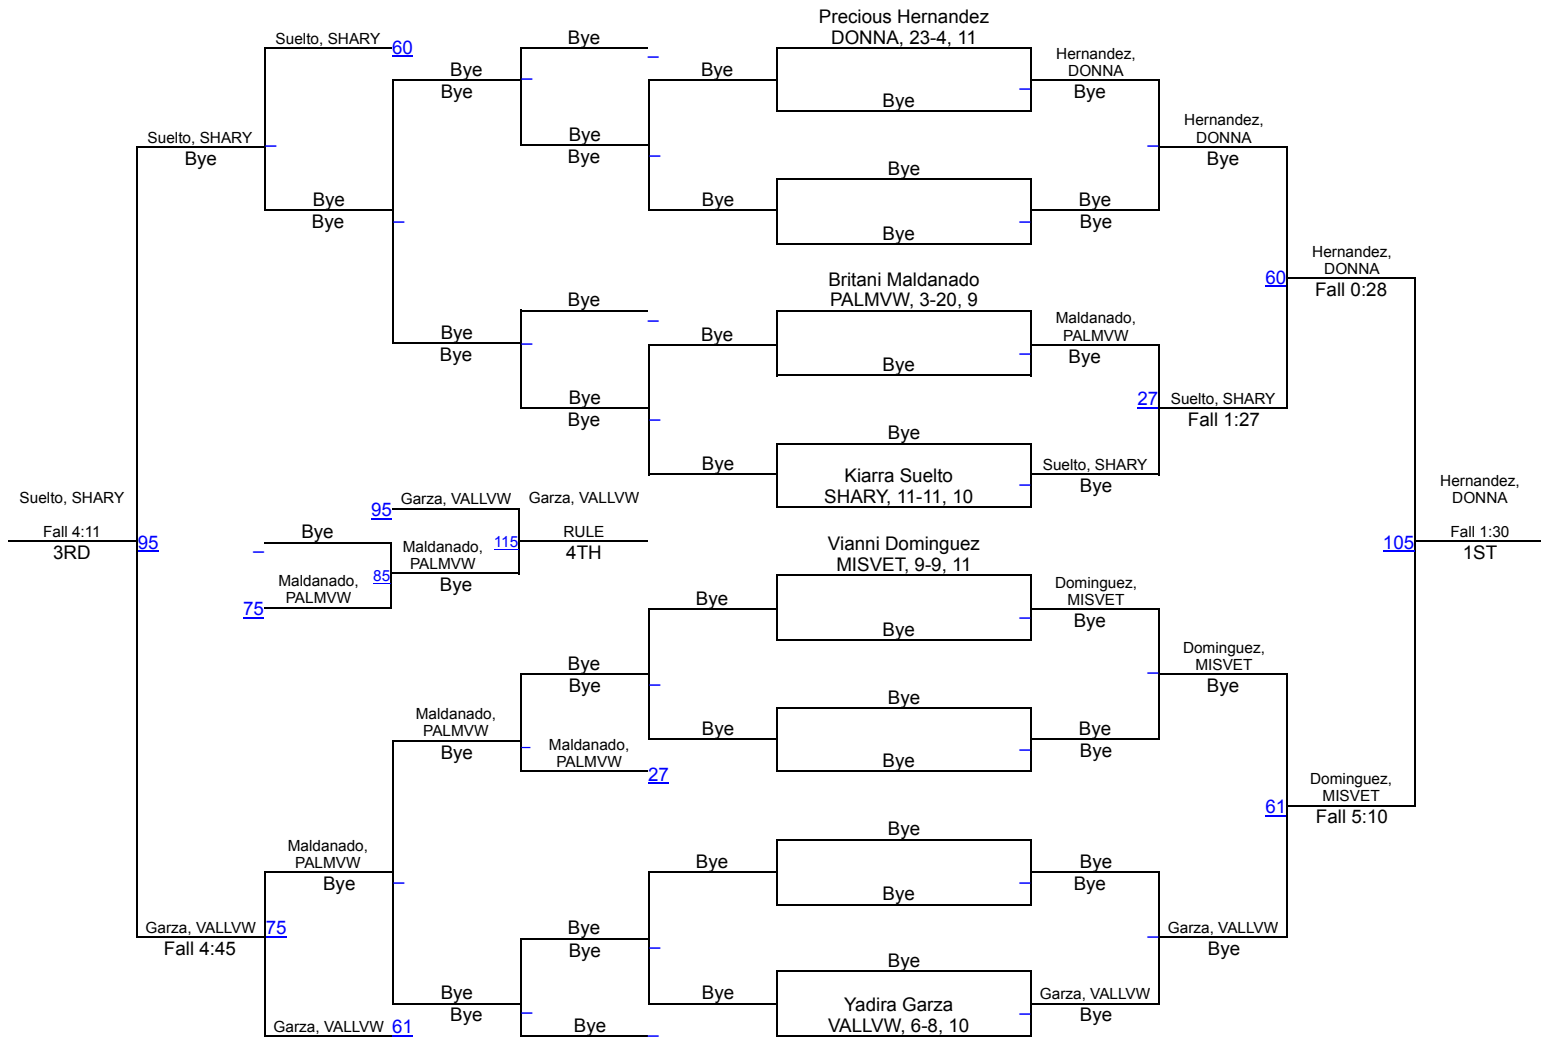 Precious Hernandez
DONNA, 23-4, 11
Suelto, SHARY
60
Bye
Hernandez,
DONNA
Bye
Bye
Bye
Bye
Bye
Hernandez,
DONNA
Bye
Suelto, SHARY
Bye
Bye
Bye
Bye
Bye
Bye
Bye
Bye
Bye
Bye
Bye
Hernandez,
DONNA
60
Fall 0:28
Britani Maldanado
PALMVW, 3-20, 9
Bye
Maldanado,
PALMVW
Bye
Bye
Bye
Bye
Bye
27
Suelto, SHARY
Fall 1:27
Bye
Bye
Bye
Bye
Kiarra Suelto
SHARY, 11-11, 10
Suelto, SHARY
Bye
Suelto, SHARY
Fall 4:11
3RD
95
95
Garza, VALLVW
Garza, VALLVW
RULE
4TH
115
Bye
Maldanado,
PALMVW
Bye
85
Maldanado,
PALMVW
75
Hernandez,
DONNA
Fall 1:30
1ST
105
Vianni Dominguez
MISVET, 9-9, 11
Bye
Bye
Dominguez,
MISVET
Bye
Bye
Bye
Dominguez,
MISVET
Bye
Maldanado,
PALMVW
Bye
Bye
Bye
Bye
Bye
Bye
Maldanado,
PALMVW
27
Dominguez,
MISVET
61
Fall 5:10
Bye
Maldanado,
PALMVW
Bye
Bye
Bye
Bye
Bye
Garza, VALLVW
75
Fall 4:45
Bye
Bye
Garza, VALLVW
Bye
Bye
Bye
Bye
Bye
Yadira Garza
VALLVW, 6-8, 10
Garza, VALLVW
Bye
Garza, VALLVW
61
Bye